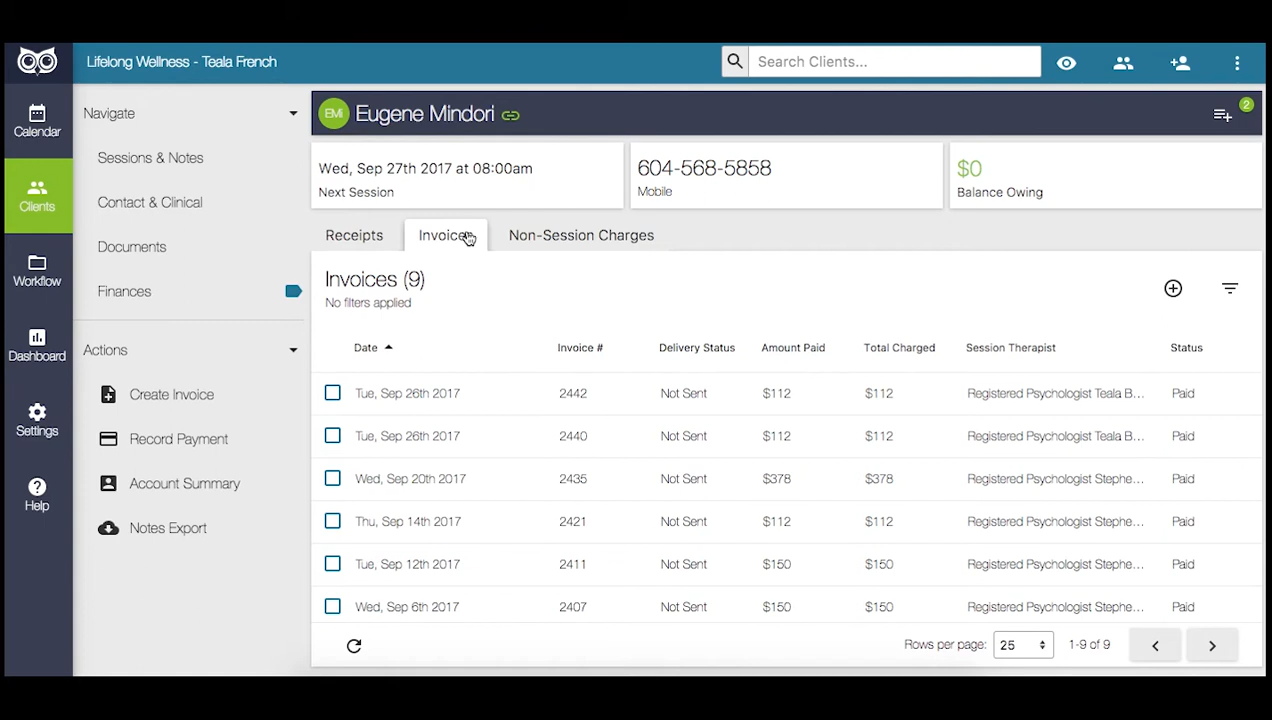 Lifelong Wellness - Teala French
Search Clients...
Calendar
Clients
Workflow
Dashboard
Settings
Help
Navigate
Sessions & Notes
Contact & Clinical
Documents
Finances
Actions
Create Invoice
Record Payment
Account Summary
Notes Export
EMi Eugene Mindori
2
Wed, Sep 27th 2017 at 08:00am
Next Session
604-568-5858
Mobile
$0
Balance Owing
Receipts Invoices Non-Session Charges
Invoices (9)
No filters applied
Date Invoice # Delivery Status Amount Paid Total Charged Session Therapist Status
Tue, Sep 26th 2017 2442 Not Sent $112 $112 Registered Psychologist Teala B... Paid
Tue, Sep 26th 2017 2440 Not Sent $112 $112 Registered Psychologist Teala B... Paid
Wed, Sep 20th 2017 2435 Not Sent $378 $378 Registered Psychologist Stephe... Paid
Thu, Sep 14th 2017 2421 Not Sent $112 $112 Registered Psychologist Stephe... Paid
Tue, Sep 12th 2017 2411 Not Sent $150 $150 Registered Psychologist Stephe... Paid
Wed, Sep 6th 2017 2407 Not Sent $150 $150 Registered Psychologist Stephe... Paid
Rows per page: 25 1-9 of 9